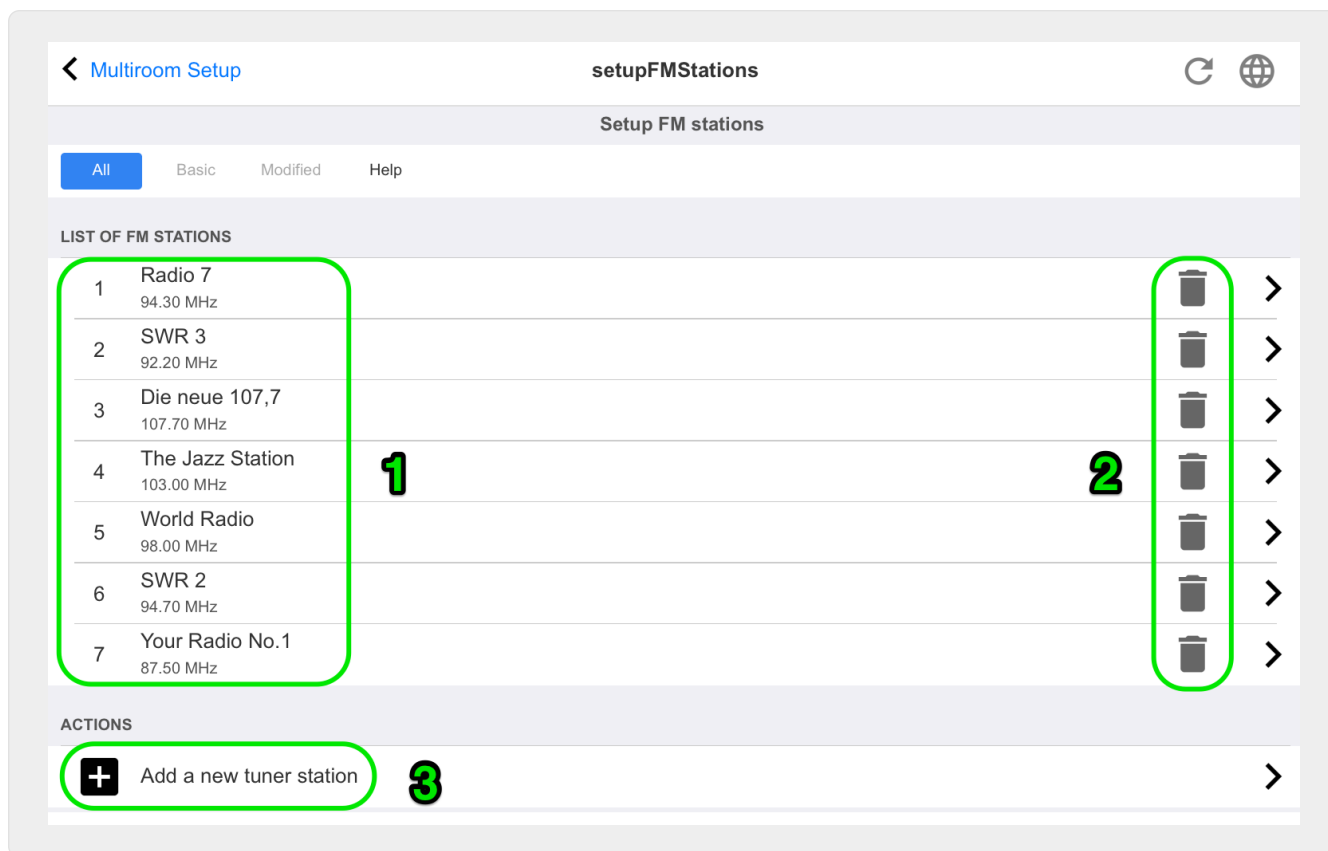 Multiroom Setup setupFMStations
Setup FM stations
All Basic Modified Help
LIST OF FM STATIONS
1 Radio 7
94.30 MHz
2 SWR 3
92.20 MHz
3 Die neue 107,7
107.70 MHz
4 The Jazz Station
103.00 MHz
1 2
5 World Radio
98.00 MHz
6 SWR 2
94.70 MHz
7 Your Radio No.1
87.50 MHz
ACTIONS
Add a new tuner station 3